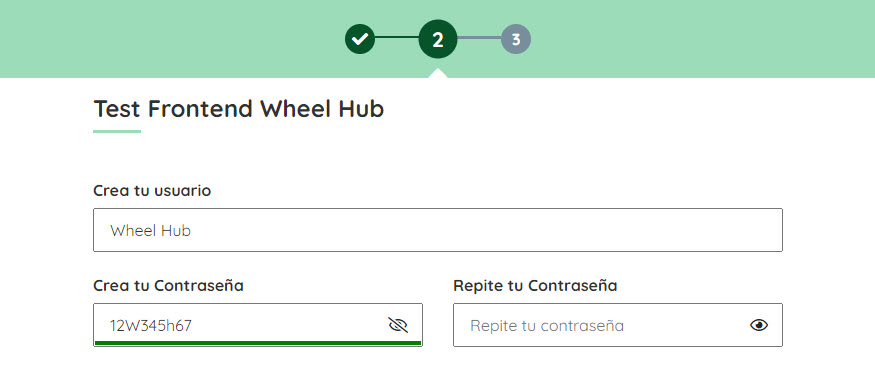 2 3
Test Frontend Wheel Hub
Crea tu usuario
Wheel Hub
Crea tu Contraseña Repite tu Contraseña
12W345h67 Repite tu contraseña